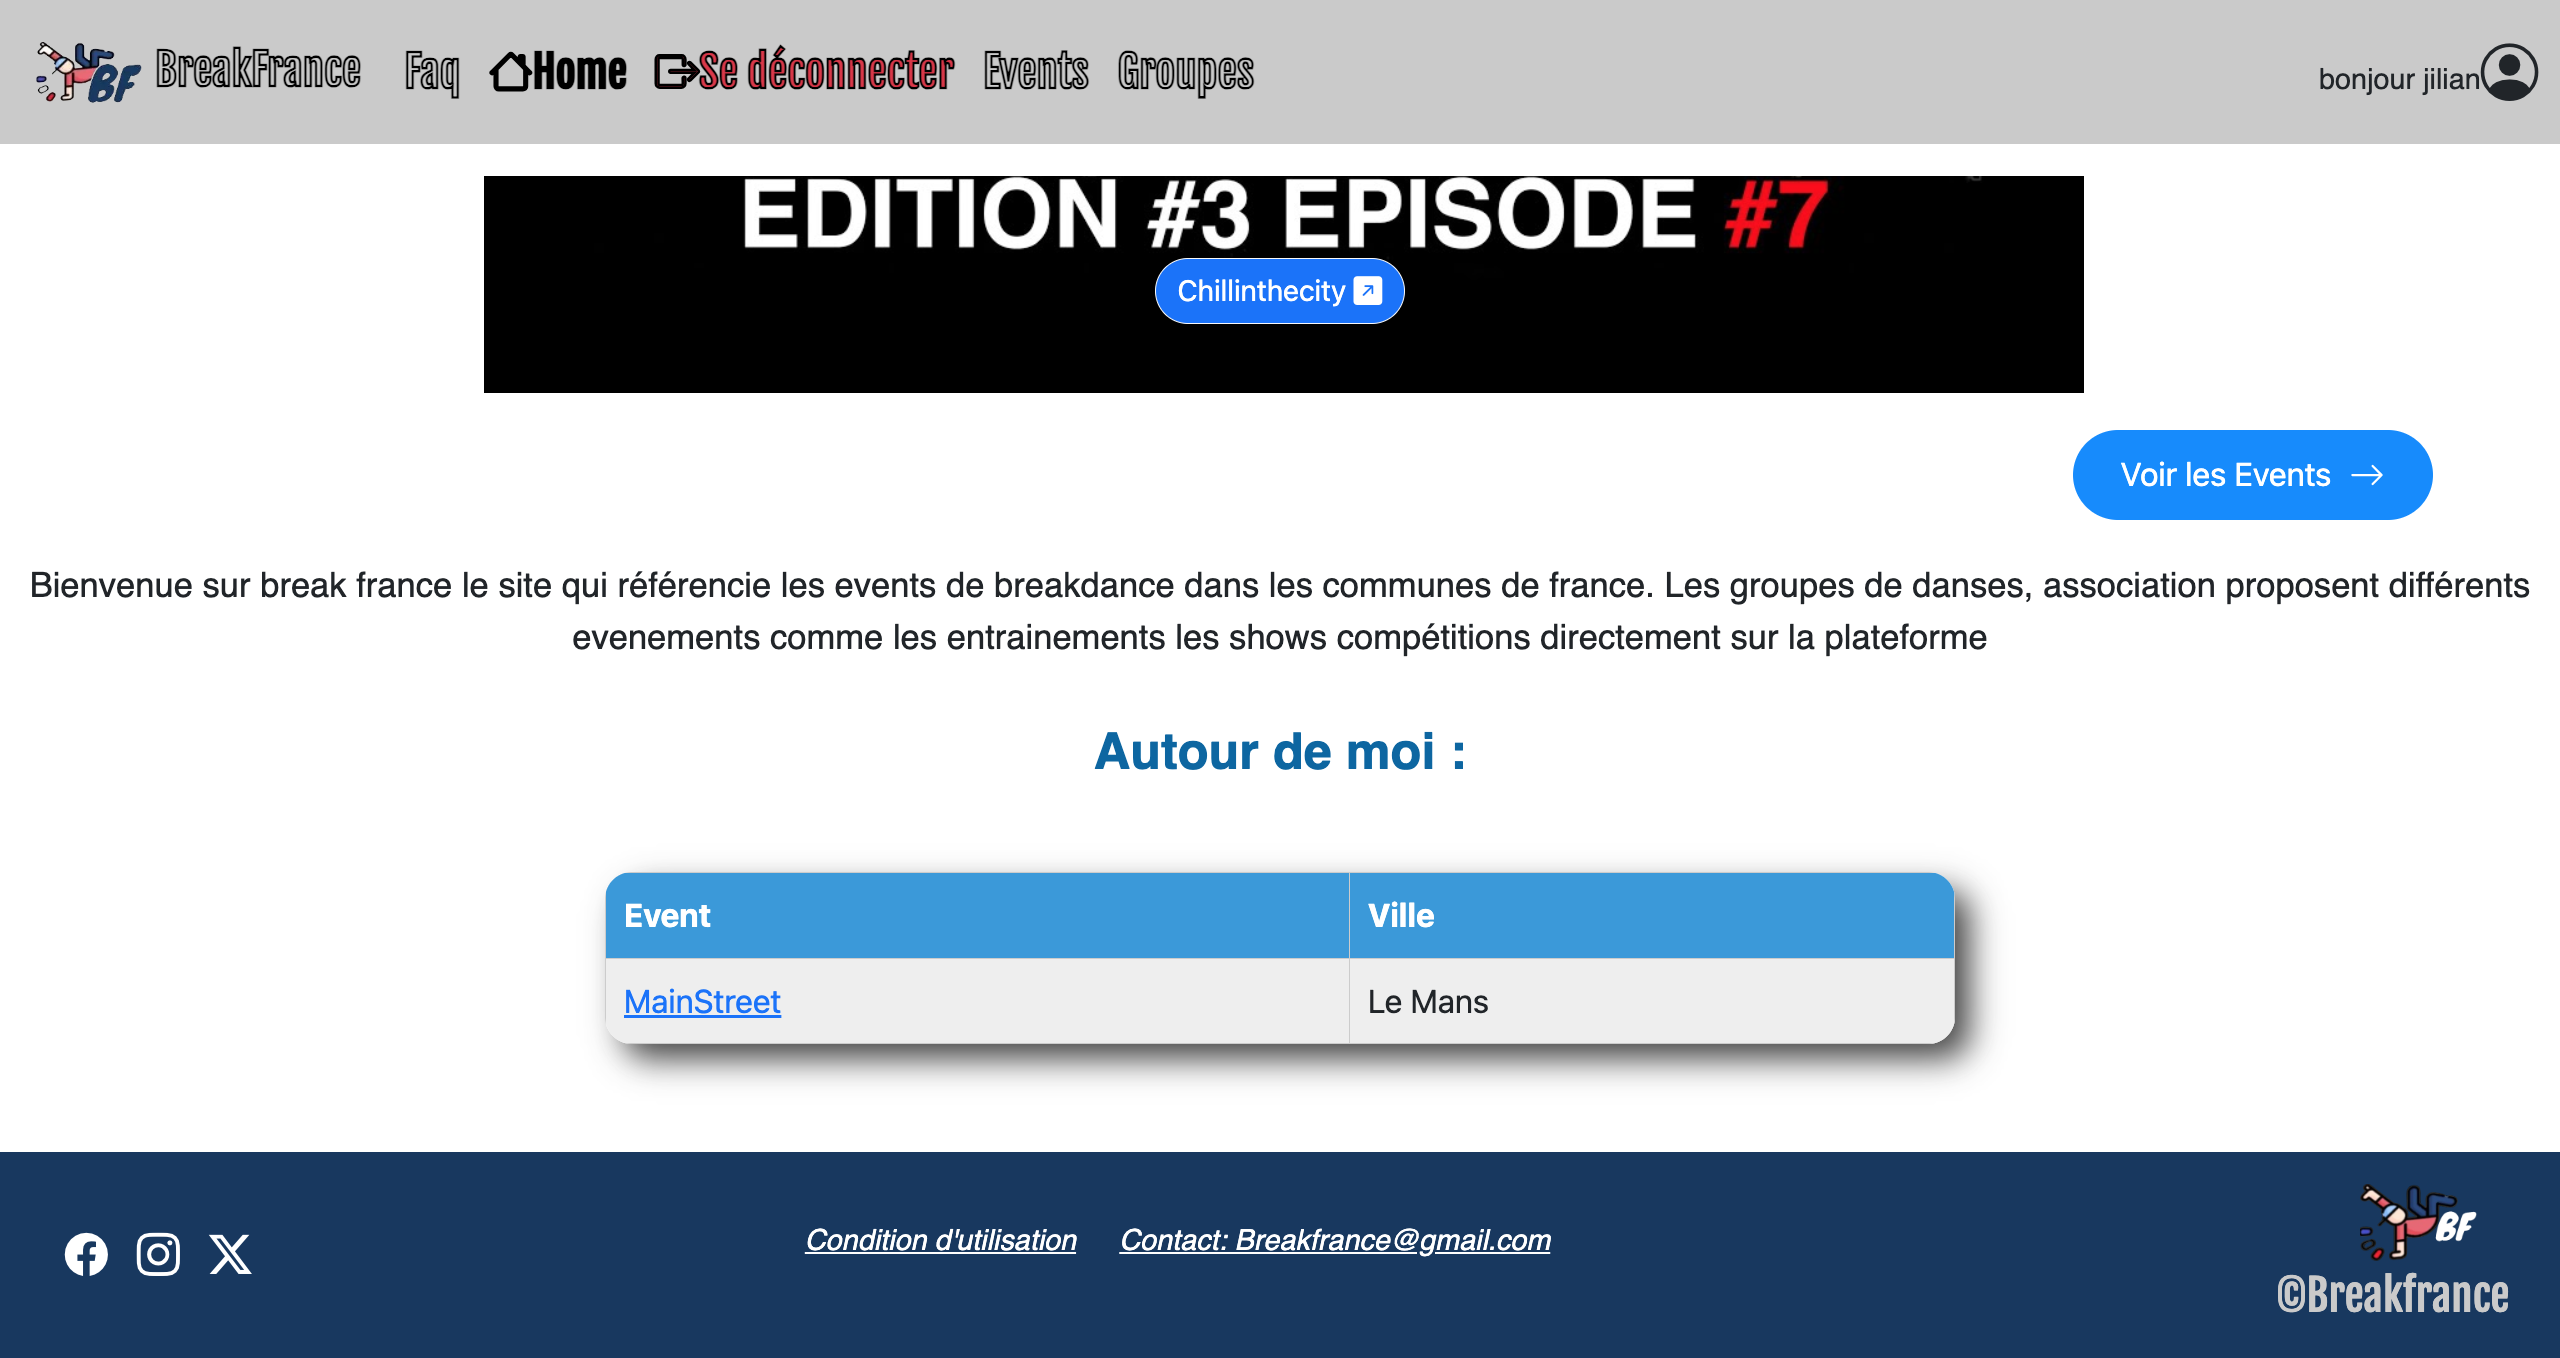 BF BreakFrance Faq Home Se déconnecter Events Groupes bonjour jilian
EDITION #3 EPISODE #7
Chillinthecity
Voir les Events
Bienvenue sur break france le site qui référencie les events de breakdance dans les communes de france. Les groupes de danses, association proposent différents
evenements comme les entrainements les shows compétitions directement sur la plateforme
Autour de moi :
Event Ville
MainStreet Le Mans
Condition d'utilisation Contact: Breakfrance@gmail.com
BF
©Breakfrance